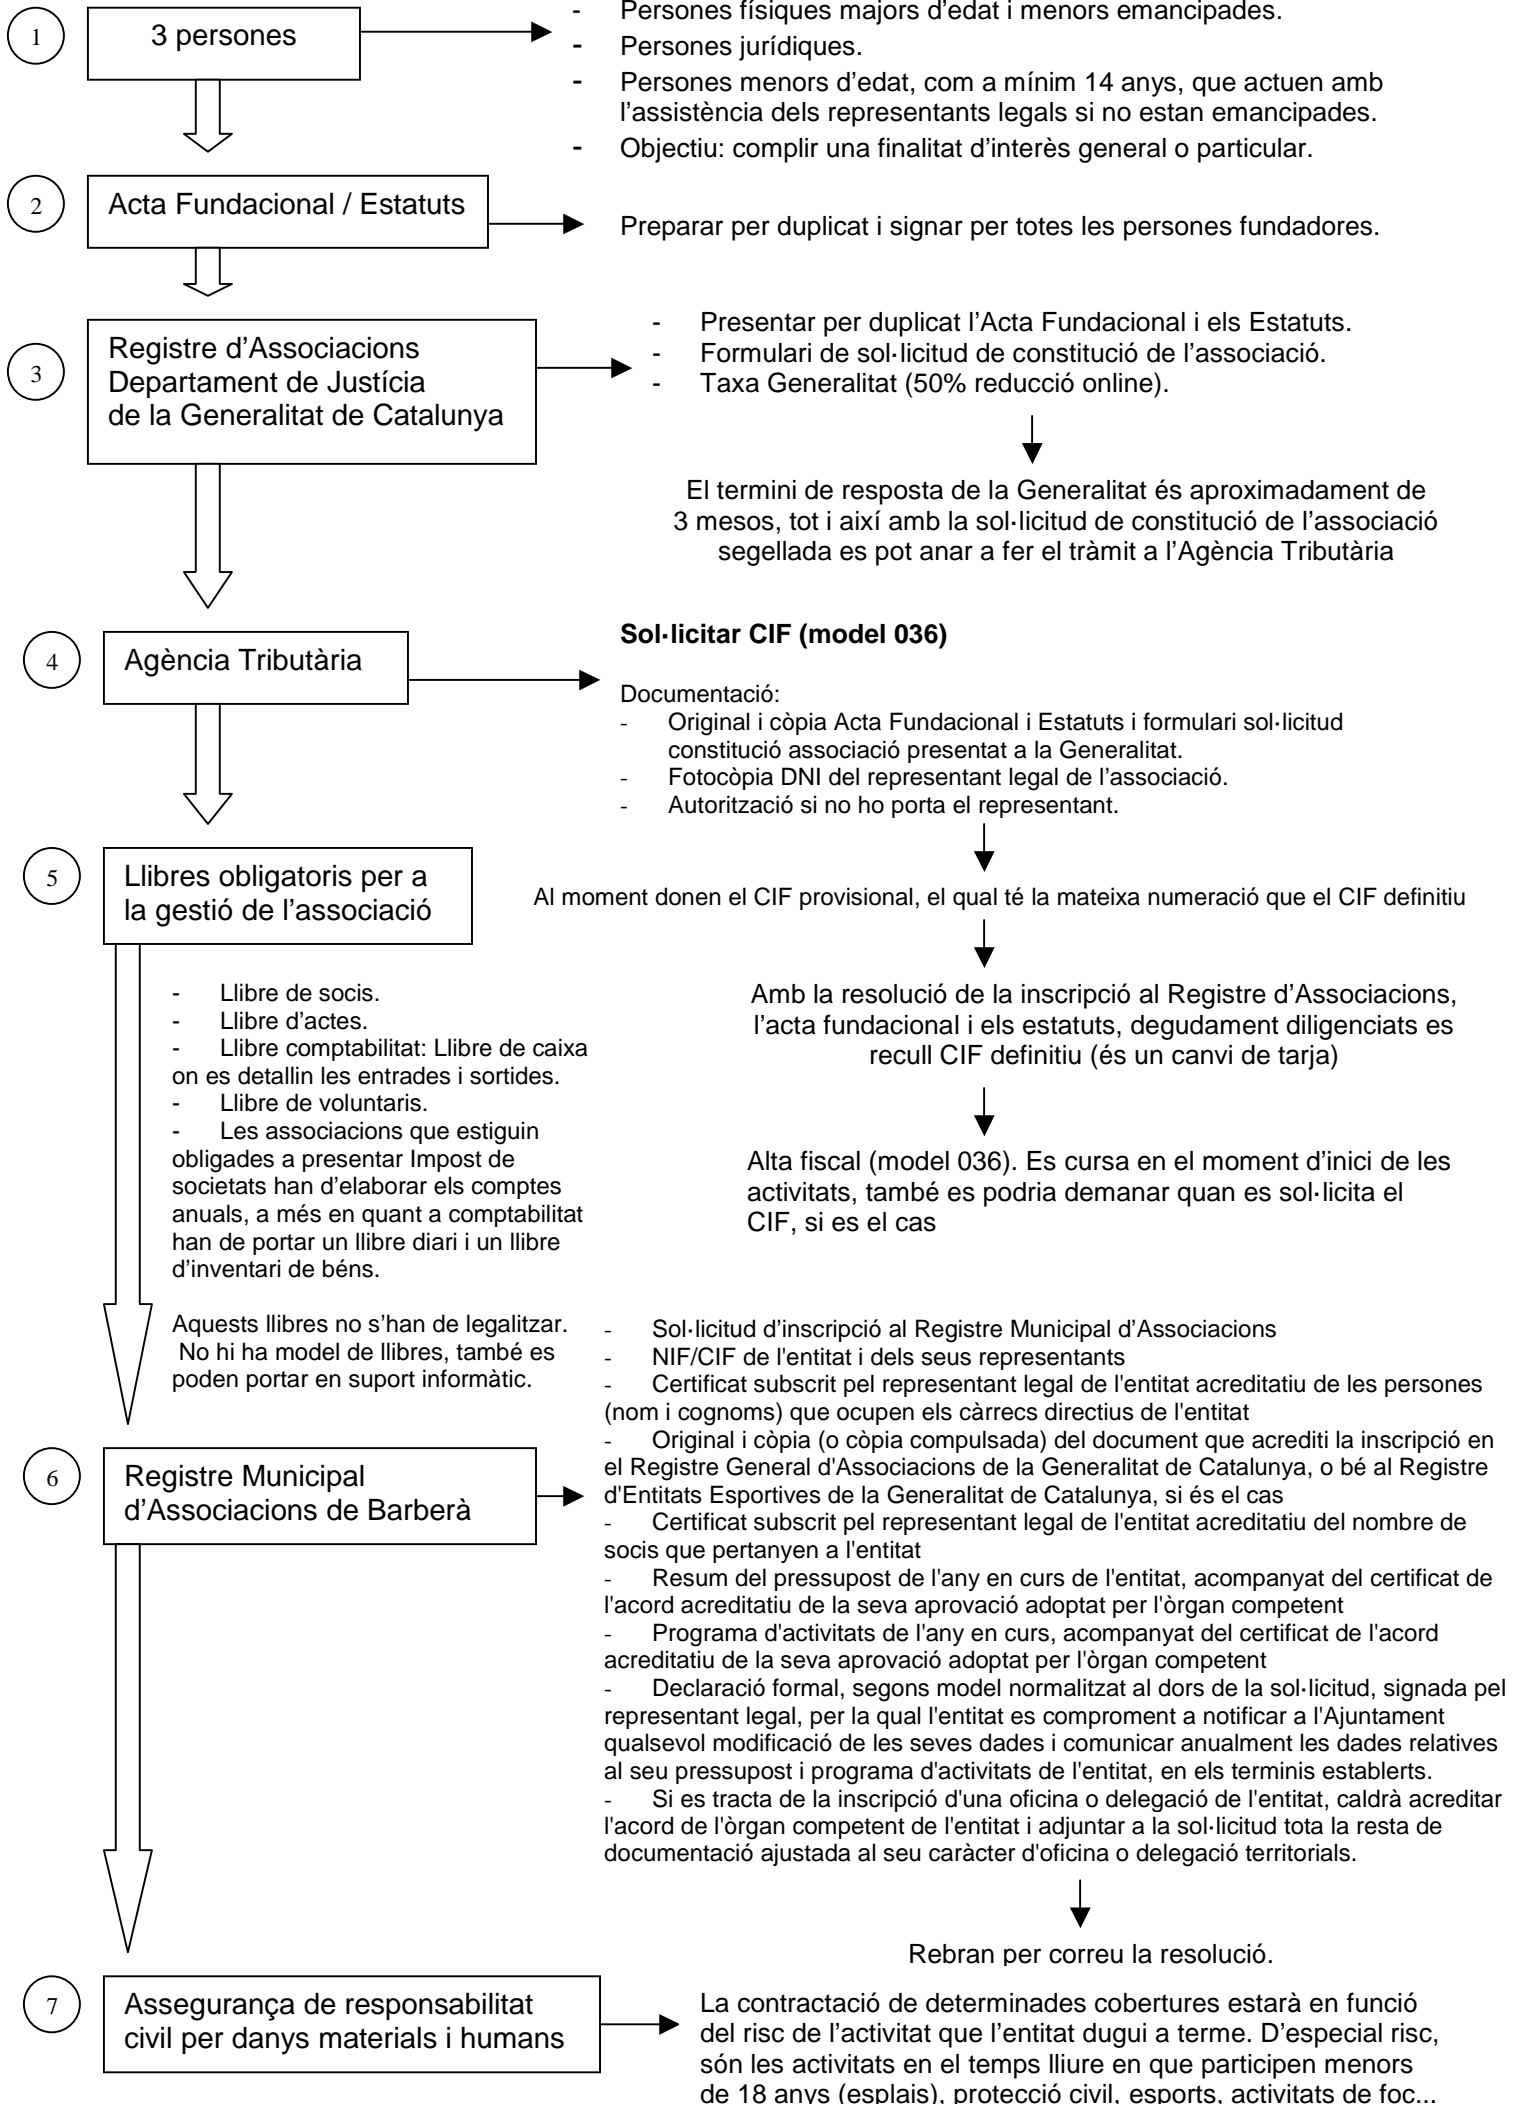 1
3 persones
- Persones físiques majors d’edat i menors emancipades.
- Persones jurídiques.
- Persones menors d’edat, com a mínim 14 anys, que actuen amb
l’assistència dels representants legals si no estan emancipades.
- Objectiu: complir una finalitat d’interès general o particular.
2
Acta Fundacional / Estatuts
Preparar per duplicat i signar per totes les persones fundadores.
3
Registre d’Associacions
Departament de Justícia
de la Generalitat de Catalunya
- Presentar per duplicat l’Acta Fundacional i els Estatuts.
- Formulari de sol·licitud de constitució de l’associació.
- Taxa Generalitat (50% reducció online).
El termini de resposta de la Generalitat és aproximadament de
3 mesos, tot i així amb la sol·licitud de constitució de l’associació
segellada es pot anar a fer el tràmit a l’Agència Tributària
4
Agència Tributària
Sol·licitar CIF (model 036)
Documentació:
- Original i còpia Acta Fundacional i Estatuts i formulari sol·licitud
constitució associació presentat a la Generalitat.
- Fotocòpia DNI del representant legal de l’associació.
- Autorització si no ho porta el representant.
Al moment donen el CIF provisional, el qual té la mateixa numeració que el CIF definitiu
Amb la resolució de la inscripció al Registre d’Associacions,
l’acta fundacional i els estatuts, degudament diligenciats es
recull CIF definitiu (és un canvi de tarja)
Alta fiscal (model 036). Es cursa en el moment d’inici de les
activitats, també es podria demanar quan es sol·licita el
CIF, si es el cas
5
Llibres obligatoris per a
la gestió de l’associació
- Llibre de socis.
- Llibre d’actes.
- Llibre comptabilitat: Llibre de caixa
on es detallin les entrades i sortides.
- Llibre de voluntaris.
- Les associacions que estiguin
obligades a presentar Impost de
societats han d’elaborar els comptes
anuals, a més en quant a comptabilitat
han de portar un llibre diari i un llibre
d’inventari de béns.
Aquests llibres no s’han de legalitzar.
No hi ha model de llibres, també es
poden portar en suport informàtic.
6
Registre Municipal
d’Associacions de Barberà
- Sol·licitud d’inscripció al Registre Municipal d’Associacions
- NIF/CIF de l'entitat i dels seus representants
- Certificat subscrit pel representant legal de l'entitat acreditatiu de les persones
(nom i cognoms) que ocupen els càrrecs directius de l'entitat
- Original i còpia (o còpia compulsada) del document que acrediti la inscripció en
el Registre General d'Associacions de la Generalitat de Catalunya, o bé al Registre
d'Entitats Esportives de la Generalitat de Catalunya, si és el cas
- Certificat subscrit pel representant legal de l'entitat acreditatiu del nombre de
socis que pertanyen a l'entitat
- Resum del pressupost de l'any en curs de l'entitat, acompanyat del certificat de
l'acord acreditatiu de la seva aprovació adoptat per l'òrgan competent
- Programa d'activitats de l'any en curs, acompanyat del certificat de l'acord
acreditatiu de la seva aprovació adoptat per l'òrgan competent
- Declaració formal, segons model normalitzat al dors de la sol·licitud, signada pel
representant legal, per la qual l'entitat es comproment a notificar a l'Ajuntament
qualsevol modificació de les seves dades i comunicar anualment les dades relatives
al seu pressupost i programa d'activitats de l'entitat, en els terminis establerts.
- Si es tracta de la inscripció d'una oficina o delegació de l'entitat, caldrà acreditar
l'acord de l'òrgan competent de l'entitat i adjuntar a la sol·licitud tota la resta de
documentació ajustada al seu caràcter d'oficina o delegació territorials.
Rebran per correu la resolució.
7
Assegurança de responsabilitat
civil per danys materials i humans
La contractació de determinades cobertures estarà en funció
del risc de l’activitat que l’entitat dugui a terme. D’especial risc,
són les activitats en el temps lliure en que participen menors
de 18 anys (esplais), protecció civil, esports, activitats de foc...